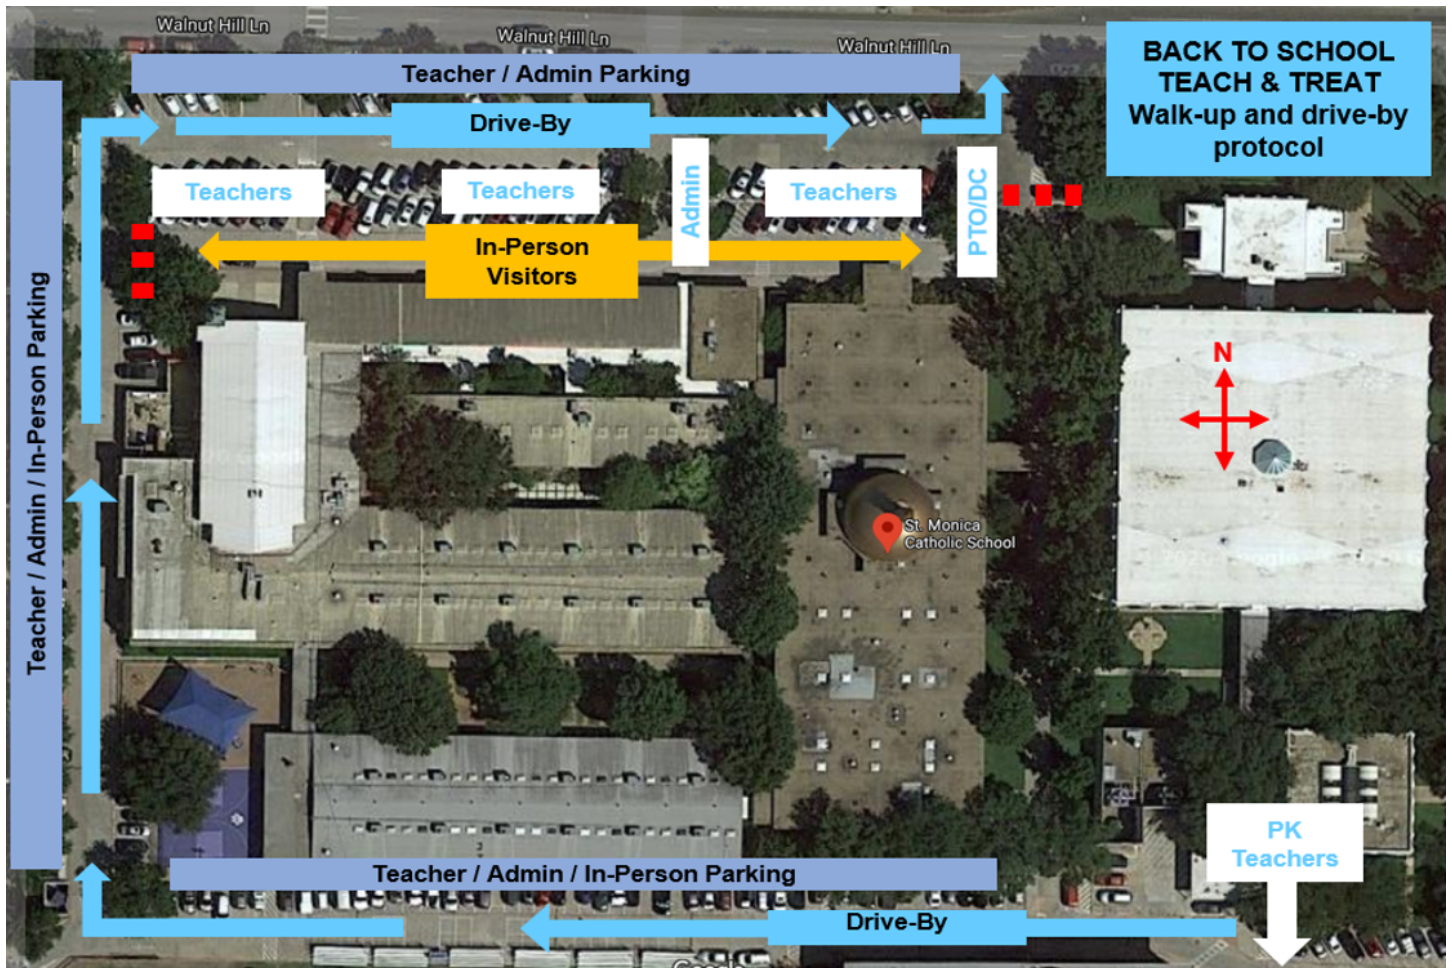 Walnut Hill Ln
Walnut Hill Ln
Walnut Hill Ln
BACK TO SCHOOL
TEACH & TREAT
Walk-up and drive-by
protocol
Teacher / Admin Parking
Drive-By
Teachers
Teachers
Admin
Teachers
PTO/DC
In-Person
Visitors
Teacher / Admin / In-Person Parking
N
St. Monica
Catholic School
PK
Teachers
Teacher / Admin / In-Person Parking
Drive-By
Google